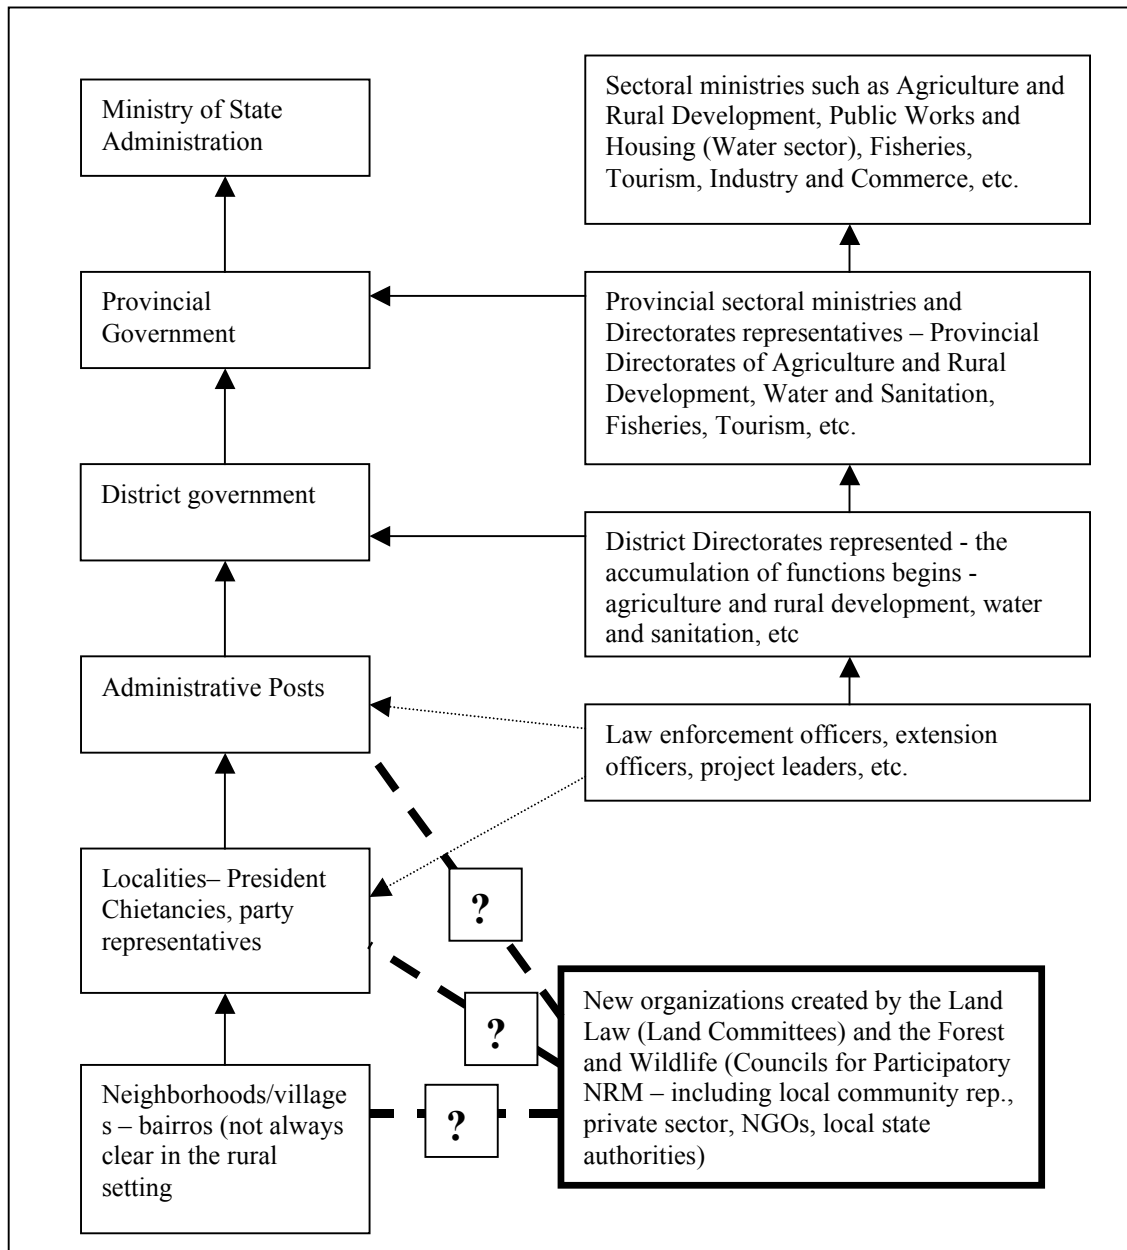 Ministry of State
Administration
Sectoral ministries such as Agriculture and
Rural Development, Public Works and
Housing (Water sector), Fisheries,
Tourism, Industry and Commerce, etc.
Provincial
Government
Provincial sectoral ministries and
Directorates representatives – Provincial
Directorates of Agriculture and Rural
Development, Water and Sanitation,
Fisheries, Tourism, etc.
District government
District Directorates represented - the
accumulation of functions begins -
agriculture and rural development, water
and sanitation, etc
Administrative Posts
Law enforcement officers, extension
officers, project leaders, etc.
Localities– President
Chietancies, party
representatives
?
?
?
New organizations created by the Land
Law (Land Committees) and the Forest
and Wildlife (Councils for Participatory
NRM – including local community rep.,
private sector, NGOs, local state
authorities)
Neighborhoods/village
s – bairros (not always
clear in the rural
setting